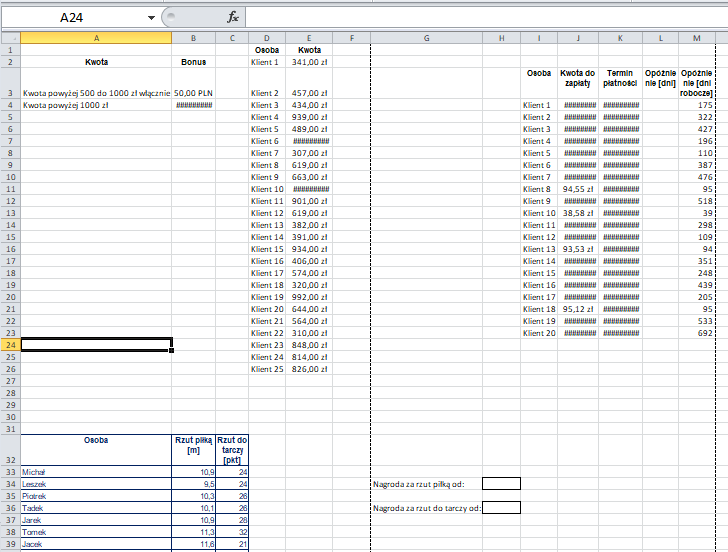 A24 fx
A B C D E F G H I J K L M
1 Osoba Kwota
2 Kwota Bonus Klient 1 341,00 zł Osoba Kwota do zapłaty Termin płatności Opóźnie nie [dni] Opóźnie nie [dni robocze]
3 Kwota powyżej 500 do 1000 zł włącznie 50,00 PLN Klient 2 457,00 zł
4 Kwota powyżej 1000 zł ######## Klient 3 434,00 zł Klient 1 ######## ######### 175
5 Klient 4 939,00 zł Klient 2 ######## ######### 322
6 Klient 5 489,00 zł Klient 3 ######## ######### 427
7 Klient 6 ######### Klient 4 ######## ######### 196
8 Klient 7 307,00 zł Klient 5 ######## ######### 110
9 Klient 8 619,00 zł Klient 6 ######## ######### 387
10 Klient 9 663,00 zł Klient 7 ######## ######### 476
11 Klient 10 ######### Klient 8 94,55 zł ######### 95
12 Klient 11 901,00 zł Klient 9 ######## ######### 518
13 Klient 12 619,00 zł Klient 10 38,58 zł ######### 39
14 Klient 13 382,00 zł Klient 11 ######## ######### 298
15 Klient 14 391,00 zł Klient 12 ######## ######### 109
16 Klient 15 934,00 zł Klient 13 93,53 zł ######### 94
17 Klient 16 406,00 zł Klient 14 ######## ######### 351
18 Klient 17 574,00 zł Klient 15 ######## ######### 248
19 Klient 18 320,00 zł Klient 16 ######## ######### 439
20 Klient 19 992,00 zł Klient 17 ######## ######### 205
21 Klient 20 644,00 zł Klient 18 95,12 zł ######### 95
22 Klient 21 564,00 zł Klient 19 ######## ######### 533
23 Klient 22 310,00 zł Klient 20 ######## ######### 692
24 Klient 23 848,00 zł
25 Klient 24 814,00 zł
26 Klient 25 826,00 zł
27
28
29
30
31
32 Osoba Rzut piłką [m] Rzut do tarczy [pkt]
33 Michał 10,9 24
34 Leszek 9,5 24 Nagroda za rzut piłką od:
35 Piotrek 10,3 26
36 Tadek 10,1 26 Nagroda za rzut do tarczy od:
37 Jarek 10,9 28
38 Tomek 11,3 32
39 Jacek 11,6 21